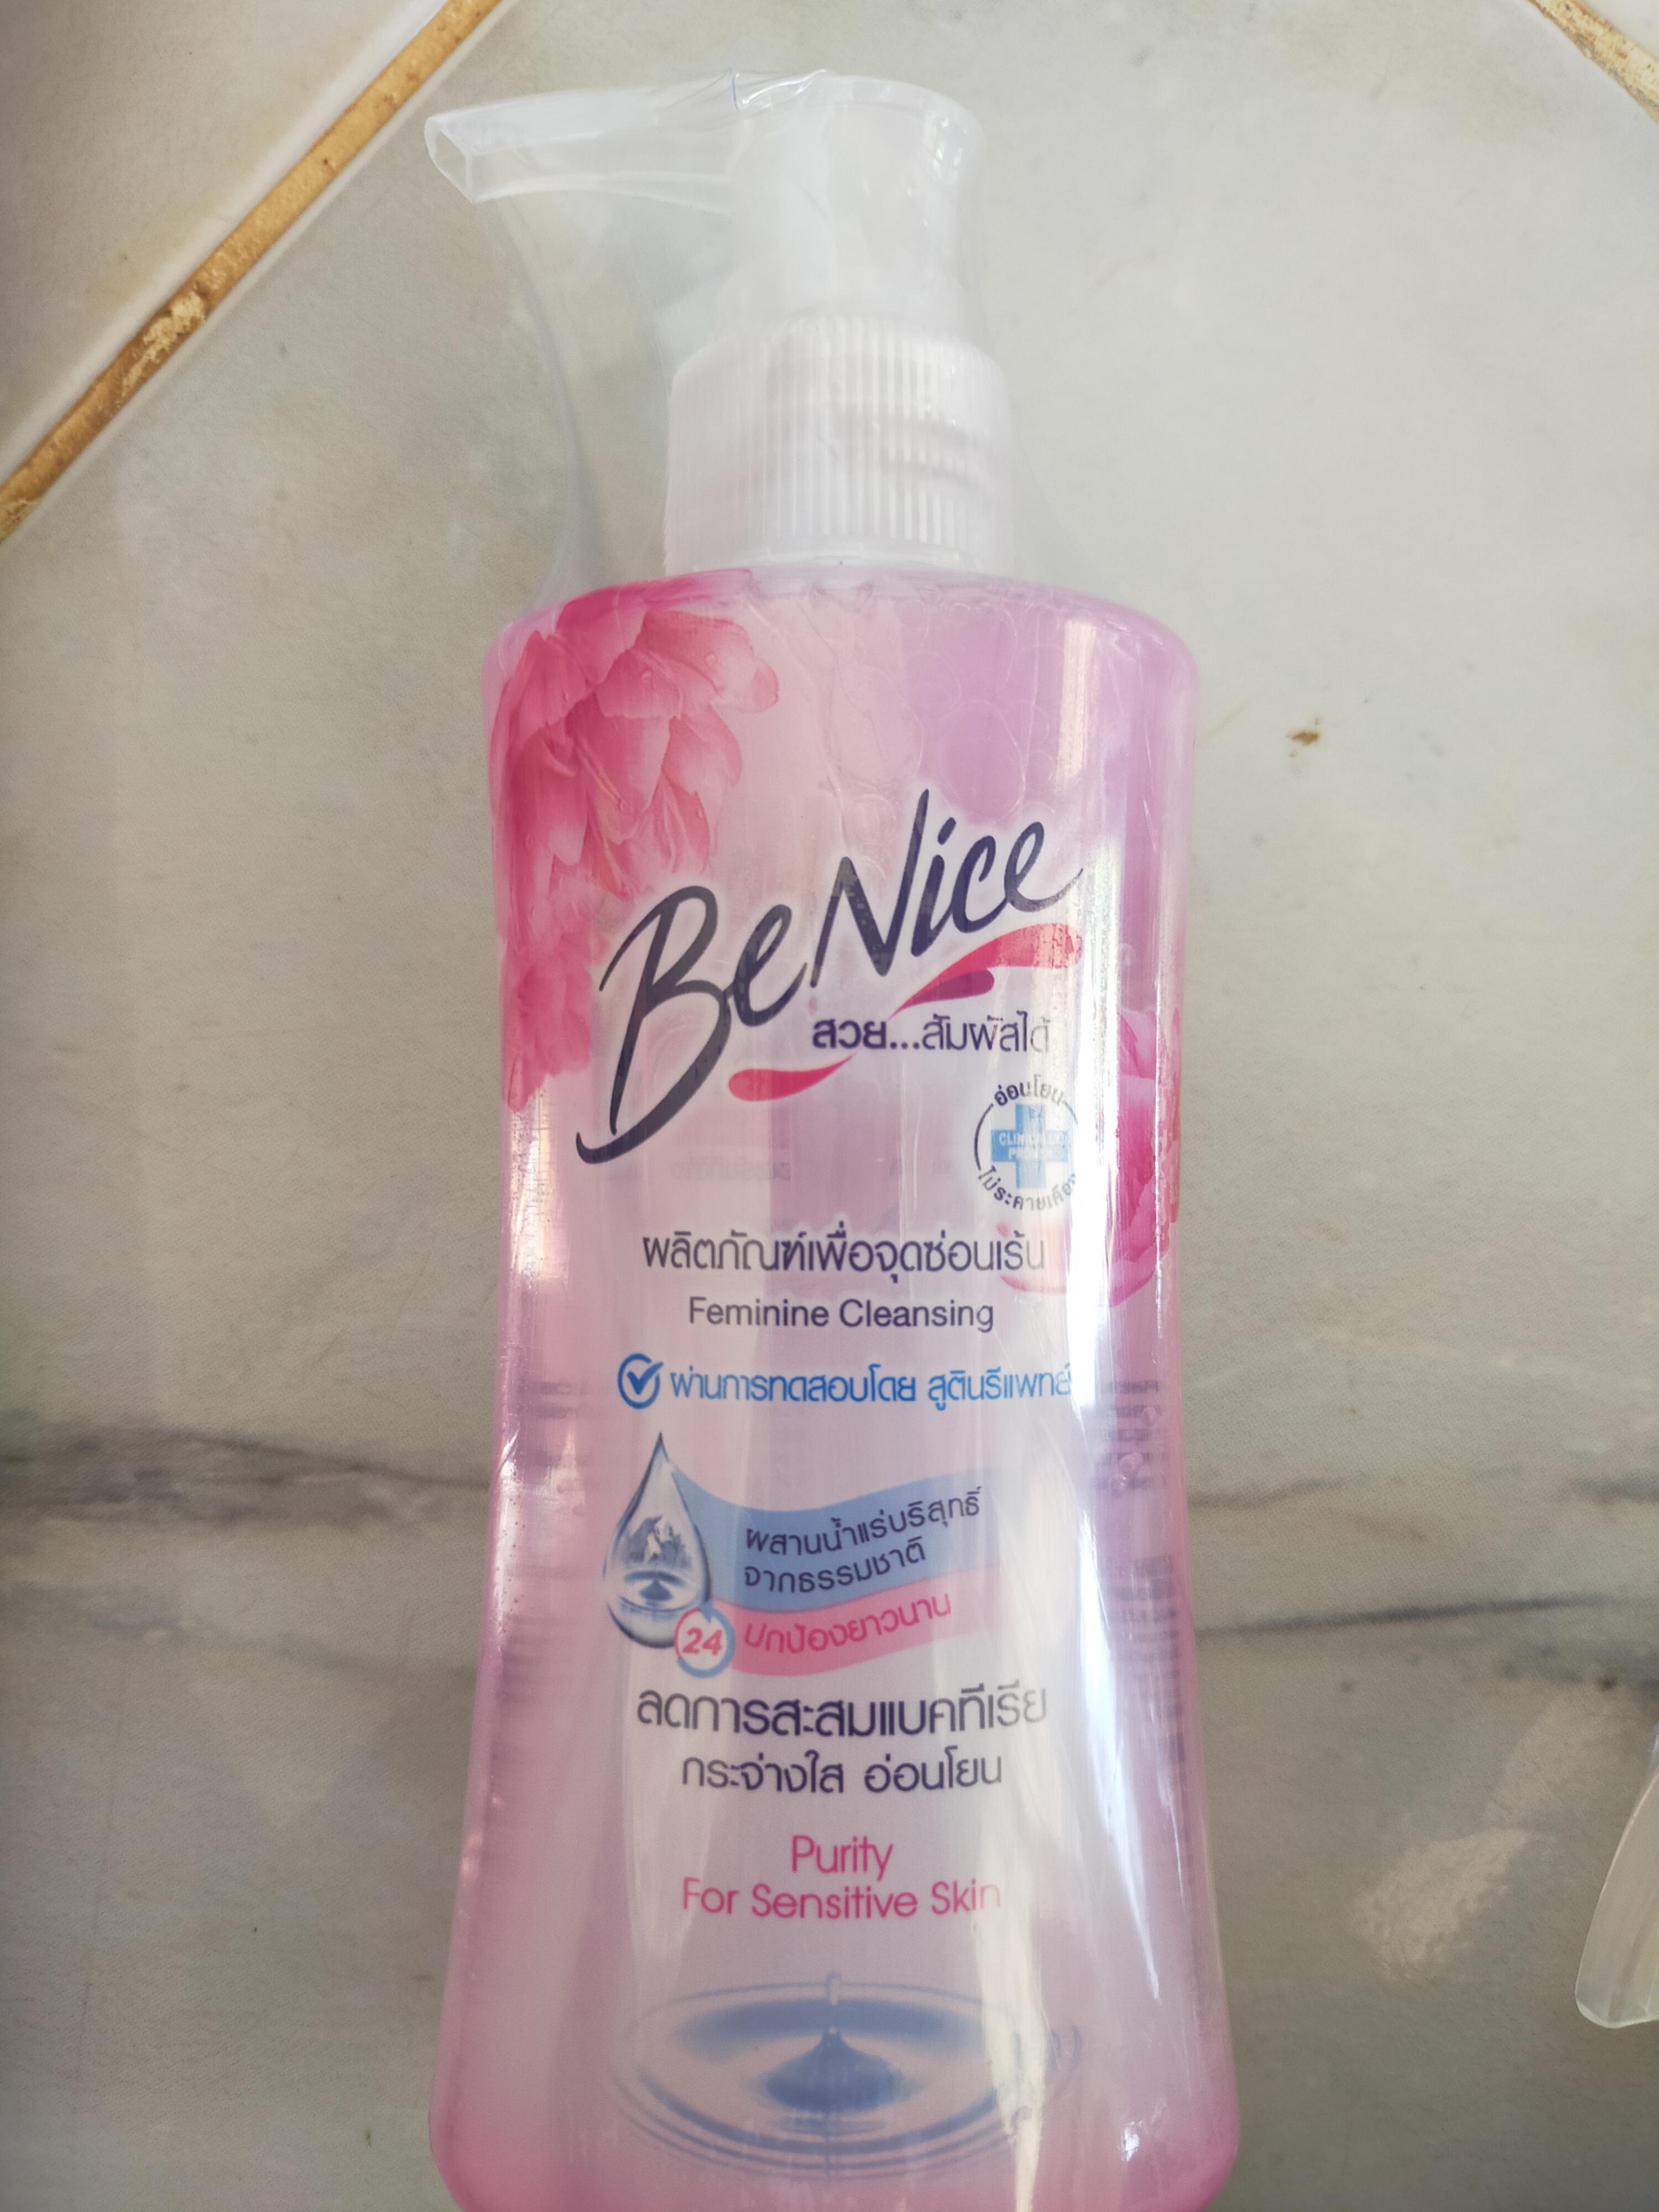 BeNice
สวย...สัมผัสได้
อ่อนโยน
CLINICALLY
PROVEN
ไม่ระคายเคือง
ผลิตภัณฑ์เพื่อจุดซ่อนเร้น
Feminine Cleansing
ผ่านการทดสอบโดย สูตินรีแพทย์
ผสานน้ำแร่บริสุทธิ์
จากธรรมชาติ
24 ปกป้องยาวนาน
ลดการสะสมแบคทีเรีย
กระจ่างใส อ่อนโยน
Purity
For Sensitive Skin